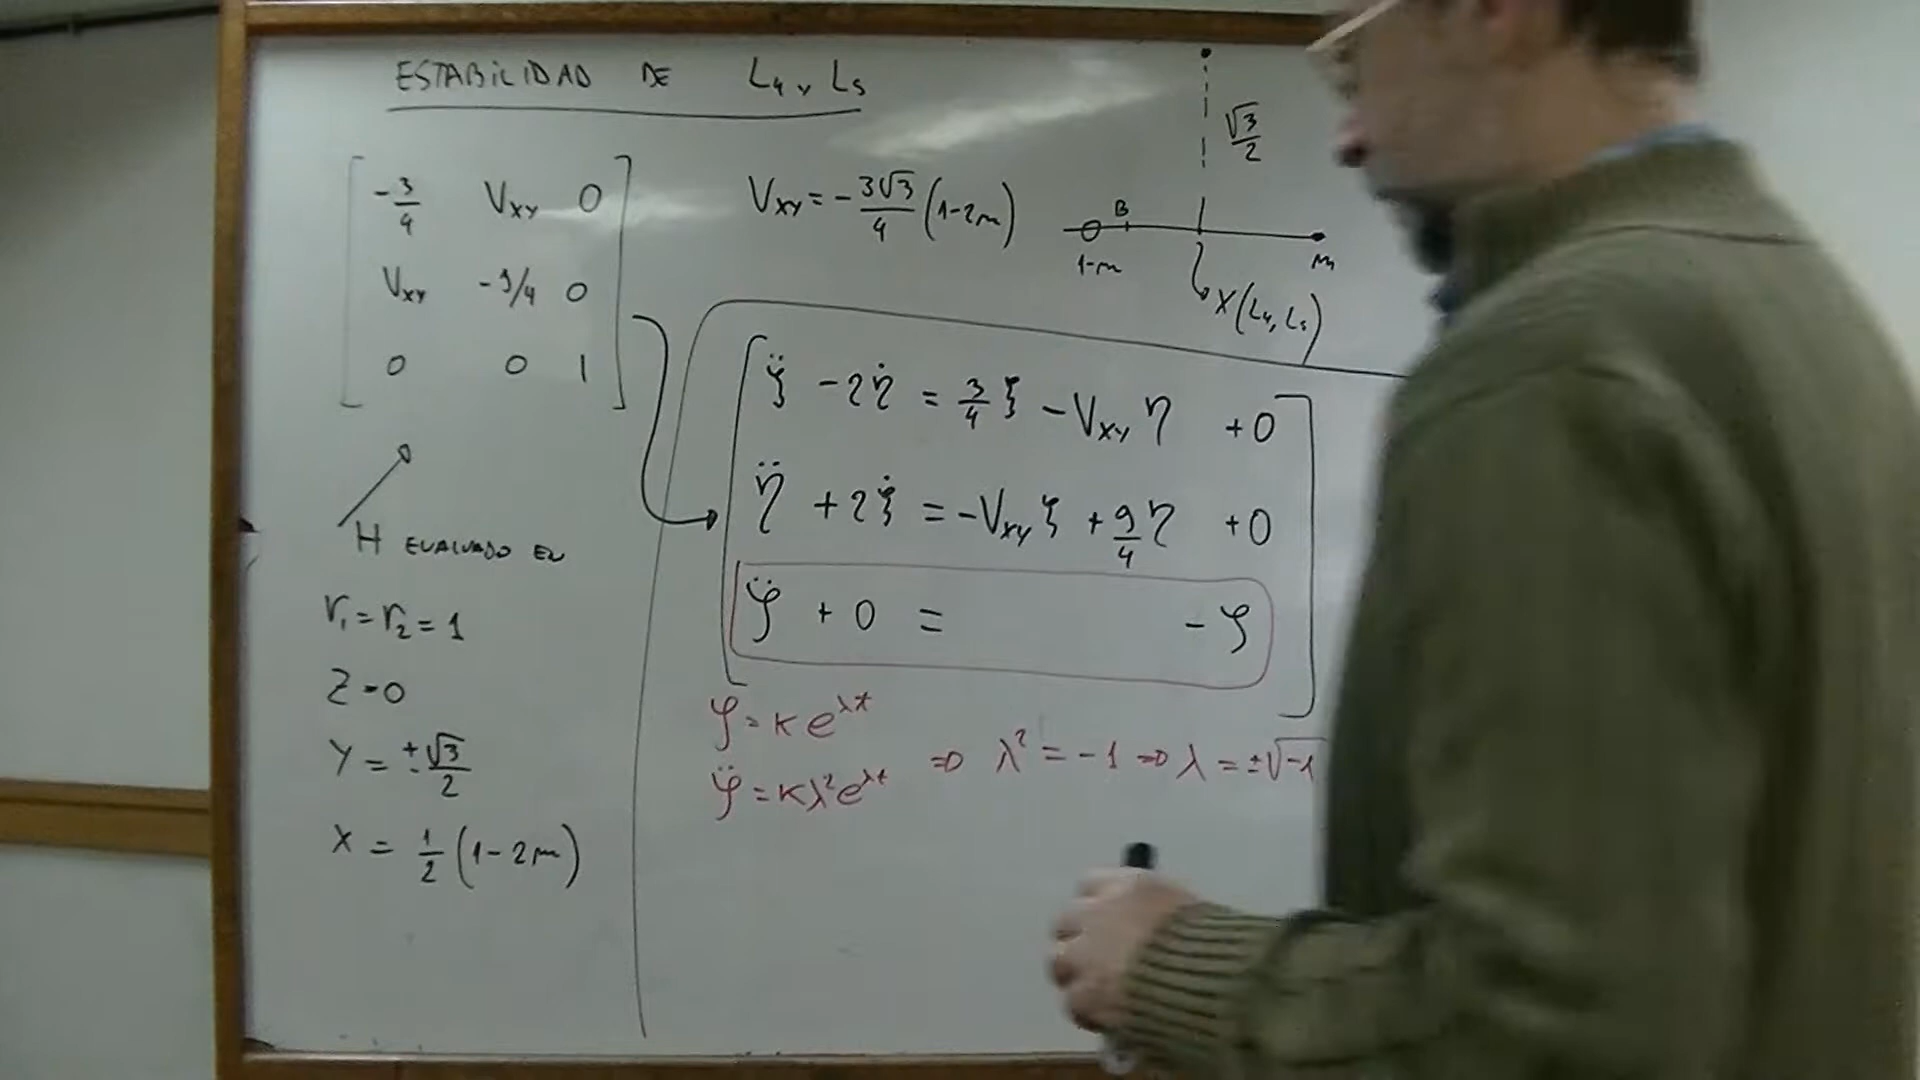 ESTABILIDAD DE L4 y L5
-3/4 Vxy 0
Vxy -9/4 0
0 0 1
H EVALUADO EN
r₁ = r₂ = 1
Z = 0
Y = ±√3/2
X = 1/2 (1-2m)
Vxy = -3√3/4 (1-2m)
√3/2
B
1-m
m
X(L4, L5)
ξ̈ - 2η̇ = 3/4 ξ - Vxy η + 0
η̈ + 2ξ̇ = -Vxy ξ + 9/4 η + 0
φ̈ + 0 = - φ
φ = K e^λt
φ̈ = Kλ²e^λt
⇒ λ² = -1 ⇒ λ = ±√-1